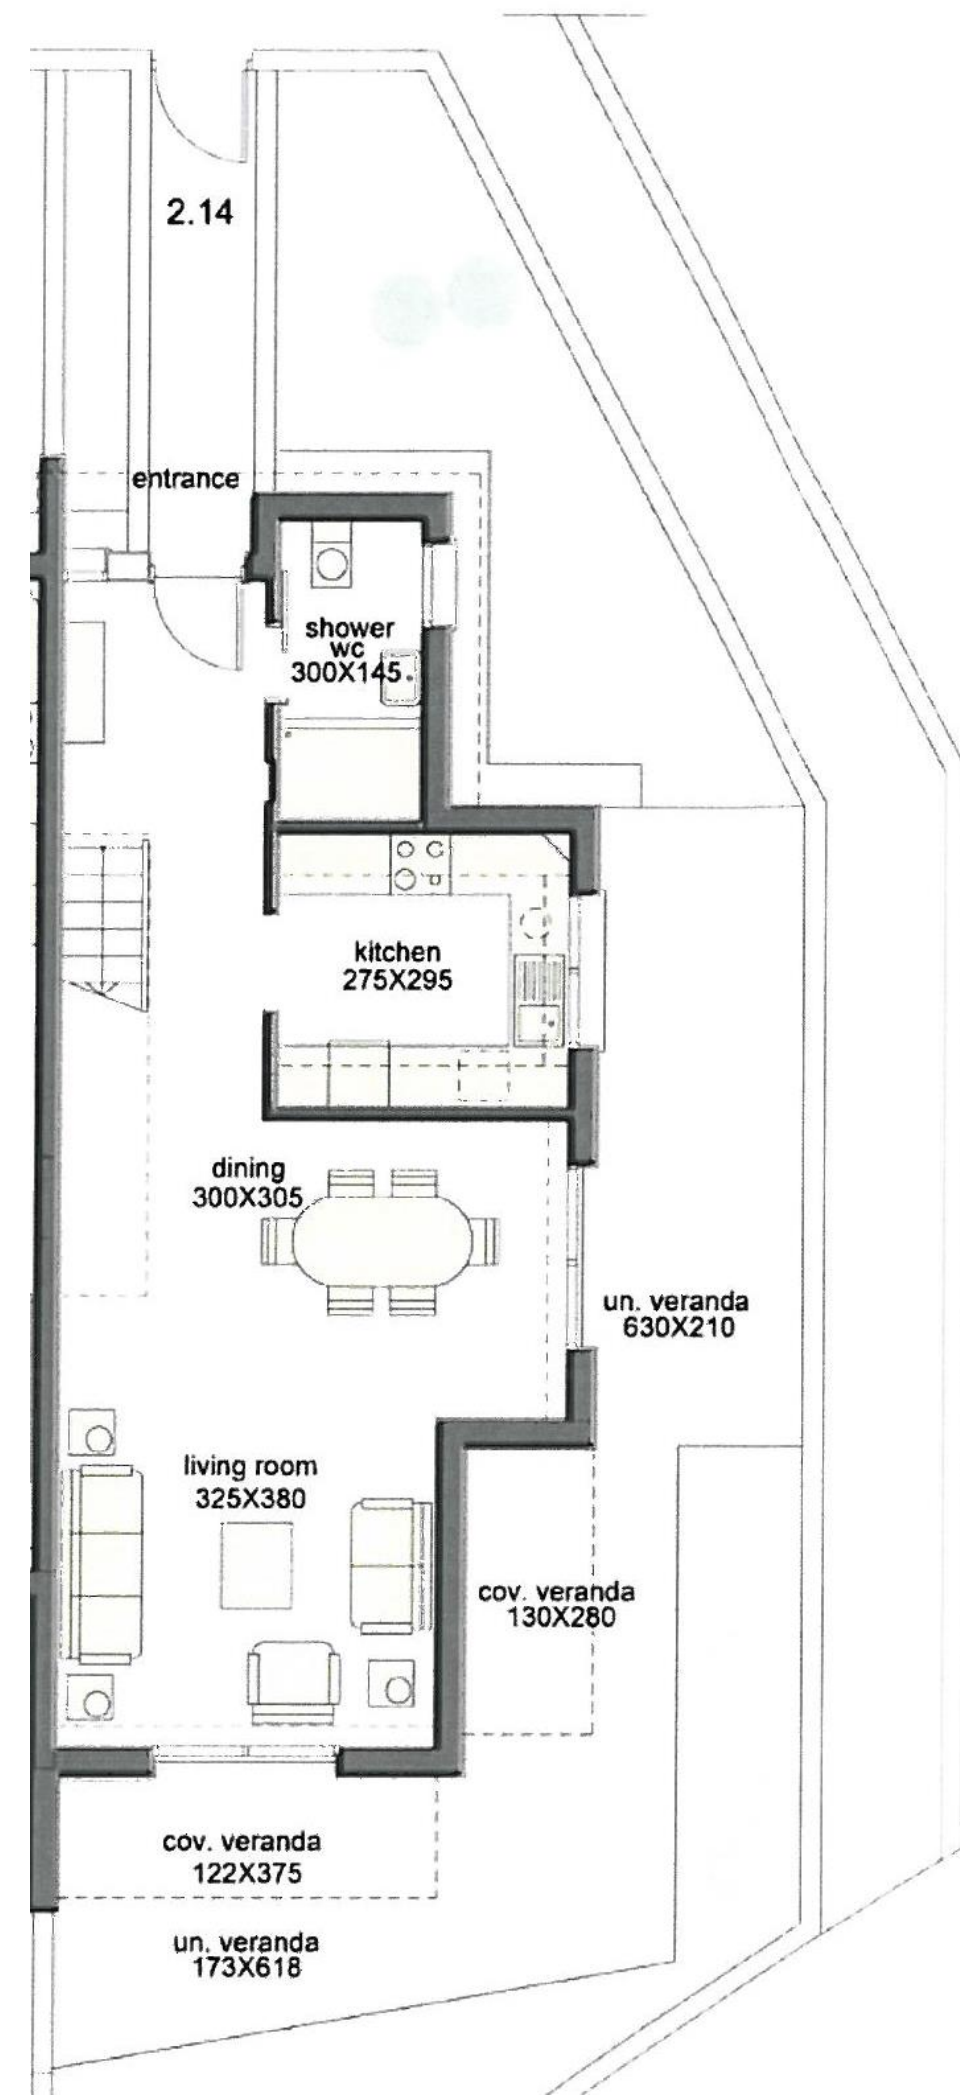 2.14
entrance
shower
wc
300X145
kitchen
275X295
dining
300X305
un. veranda
630X210
living room
325X380
cov. veranda
130X280
cov. veranda
122X375
un. veranda
173X618